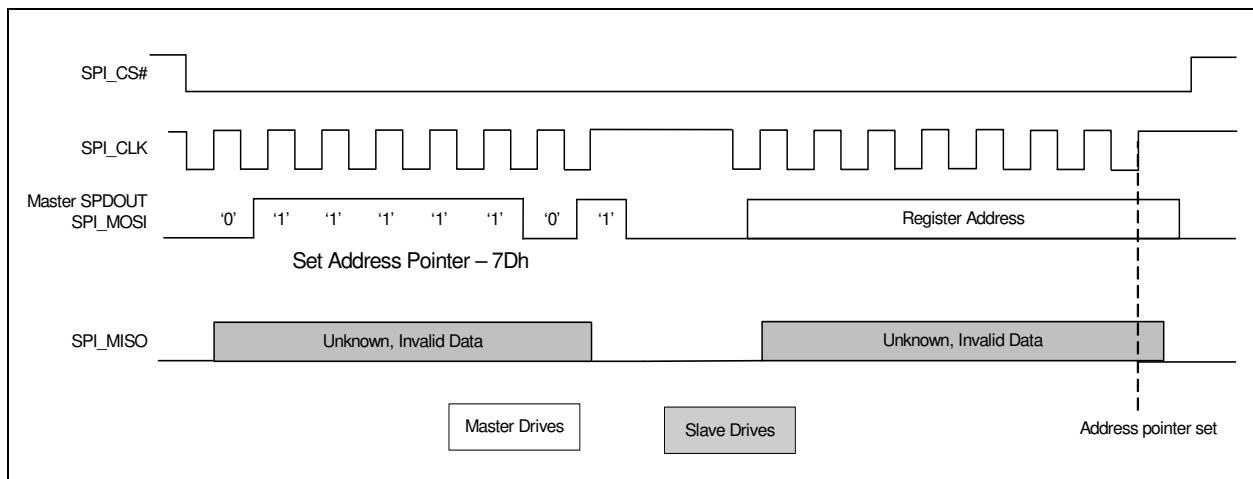 SPI_CS#
SPI_CLK
Master SPDOUT
SPI_MOSI
‘0’ ‘1’ ‘1’ ‘1’ ‘1’ ‘1’ ‘0’ ‘1’
Register Address
Set Address Pointer – 7Dh
SPI_MISO
Unknown, Invalid Data
Unknown, Invalid Data
Master Drives
Slave Drives
Address pointer set